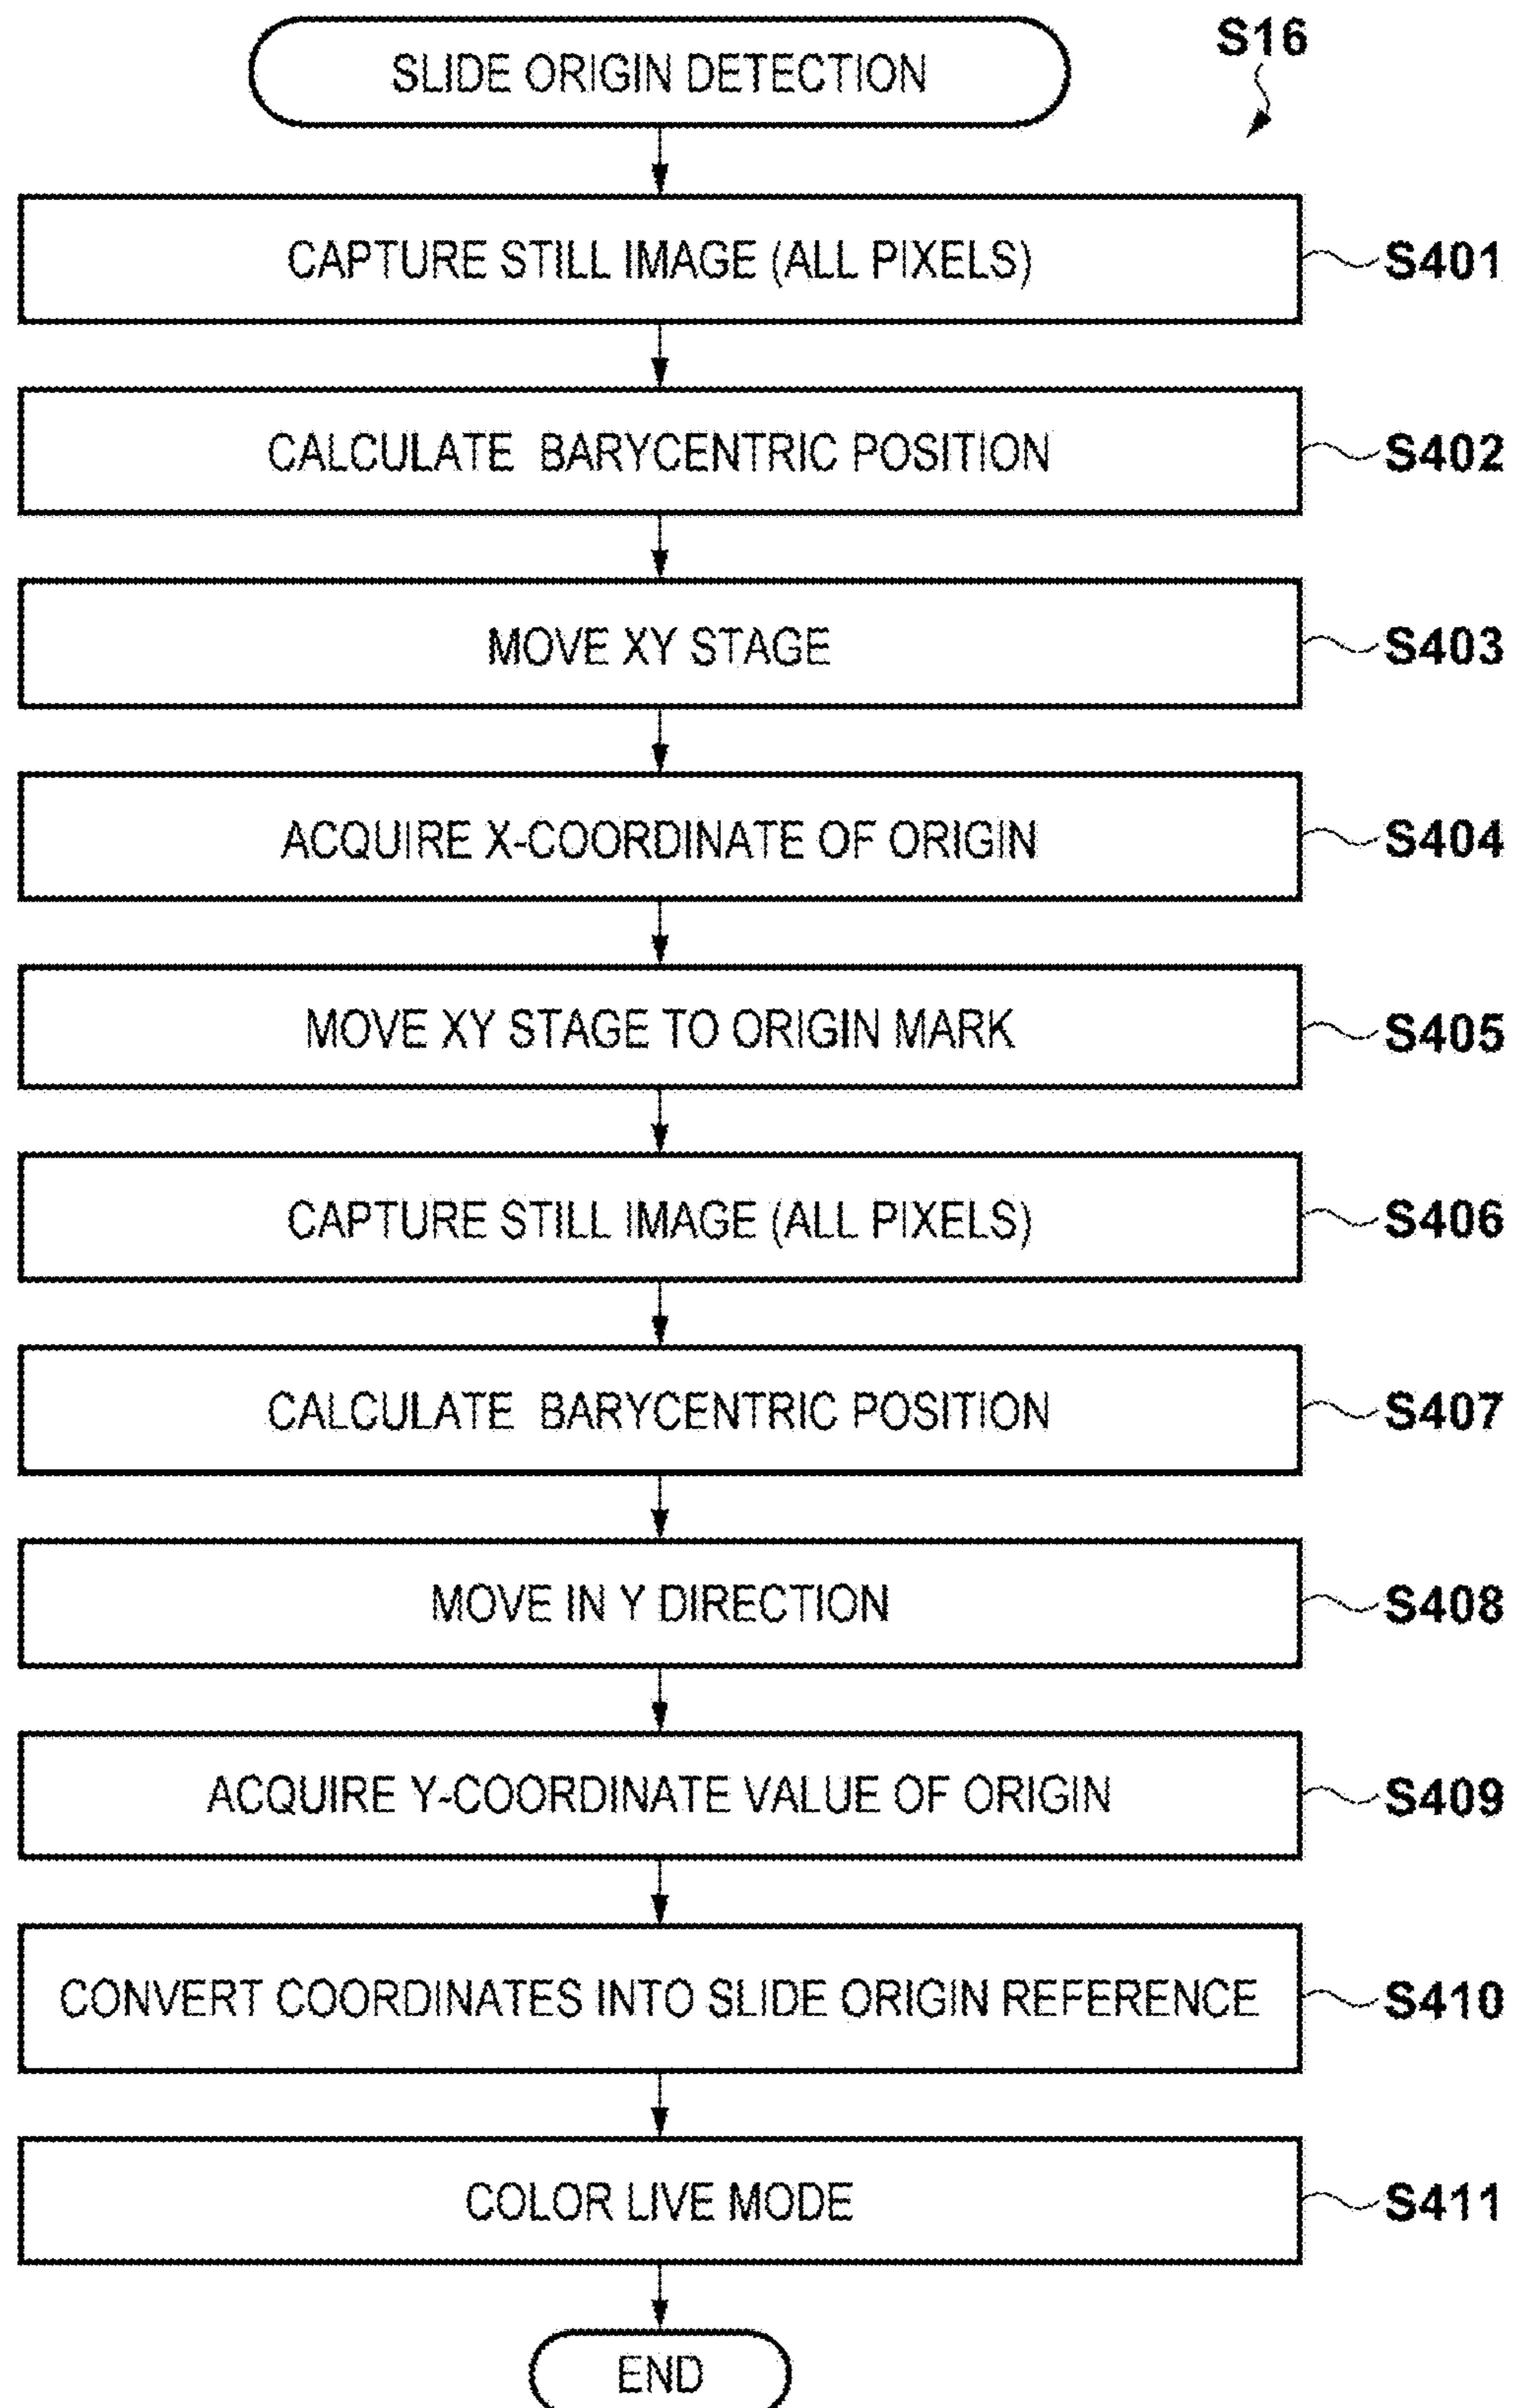 SLIDE ORIGIN DETECTION
S16
CAPTURE STILL IMAGE (ALL PIXELS)
S401
CALCULATE BARYCENTRIC POSITION
S402
MOVE XY STAGE
S403
ACQUIRE X-COORDINATE OF ORIGIN
S404
MOVE XY STAGE TO ORIGIN MARK
S405
CAPTURE STILL IMAGE (ALL PIXELS)
S406
CALCULATE BARYCENTRIC POSITION
S407
MOVE IN Y DIRECTION
S408
ACQUIRE Y-COORDINATE VALUE OF ORIGIN
S409
CONVERT COORDINATES INTO SLIDE ORIGIN REFERENCE
S410
COLOR LIVE MODE
S411
END